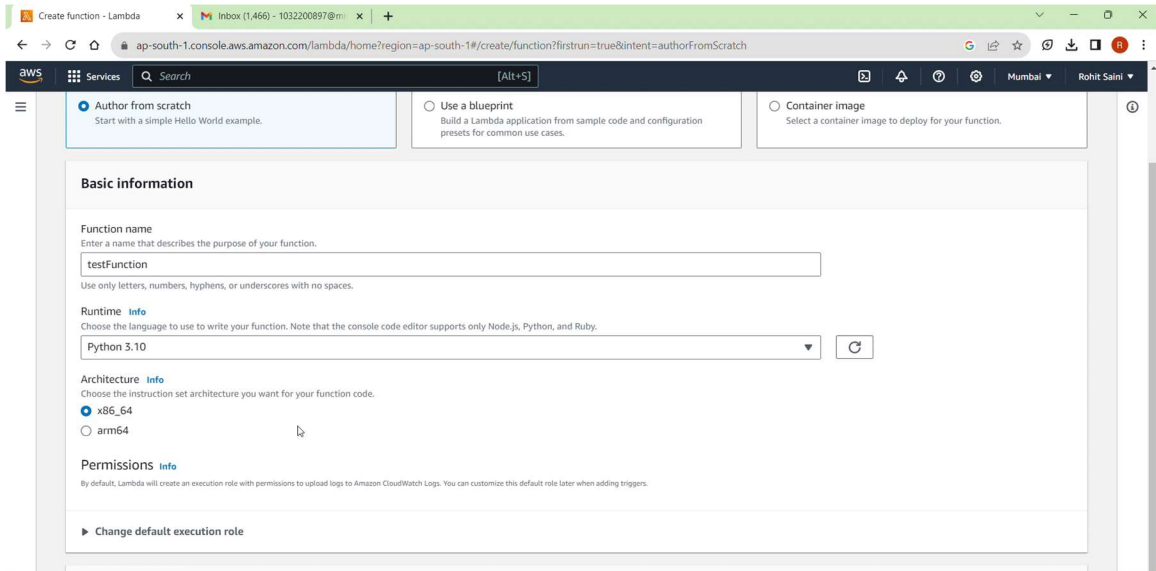 Create function - Lambda
Inbox (1,466) - 1032200897@mi
ap-south-1.console.aws.amazon.com/lambda/home?region=ap-south-1#/create/function?firstrun=true&intent=authorFromScratch
aws
Services
Search
[Alt+S]
Mumbai
Rohit Saini
R
Author from scratch
Start with a simple Hello World example.
Use a blueprint
Build a Lambda application from sample code and configuration
presets for common use cases.
Container image
Select a container image to deploy for your function.
Basic information
Function name
Enter a name that describes the purpose of your function.
testFunction
Use only letters, numbers, hyphens, or underscores with no spaces.
Runtime Info
Choose the language to use to write your function. Note that the console code editor supports only Node.js, Python, and Ruby.
Python 3.10
Architecture Info
Choose the instruction set architecture you want for your function code.
x86_64
arm64
Permissions Info
By default, Lambda will create an execution role with permissions to upload logs to Amazon CloudWatch Logs. You can customize this default role later when adding triggers.
Change default execution role